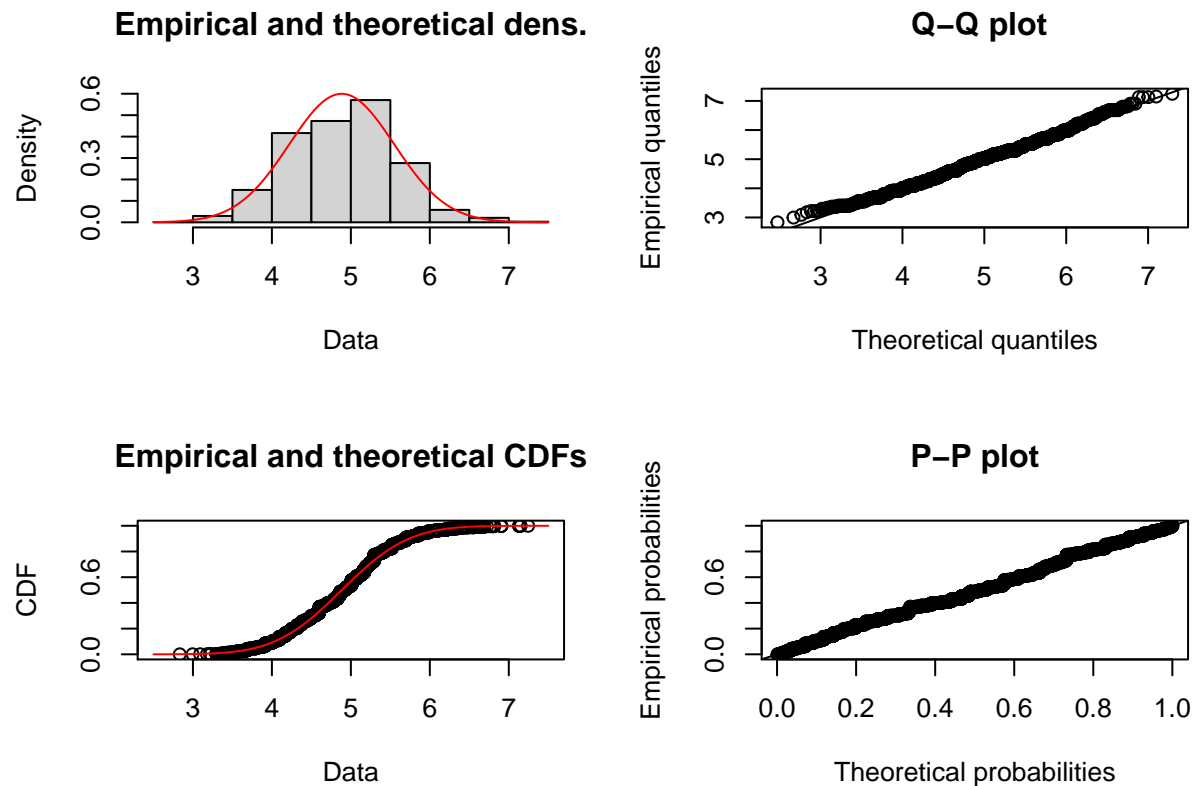 Empirical and theoretical dens.
Density
0.0 0.3 0.6
3 4 5 6 7
Data
Q−Q plot
Empirical quantiles
3 5 7
3 4 5 6 7
Theoretical quantiles
Empirical and theoretical CDFs
CDF
0.0 0.6
3 4 5 6 7
Data
P−P plot
Empirical probabilities
0.0 0.6
0.0 0.2 0.4 0.6 0.8 1.0
Theoretical probabilities